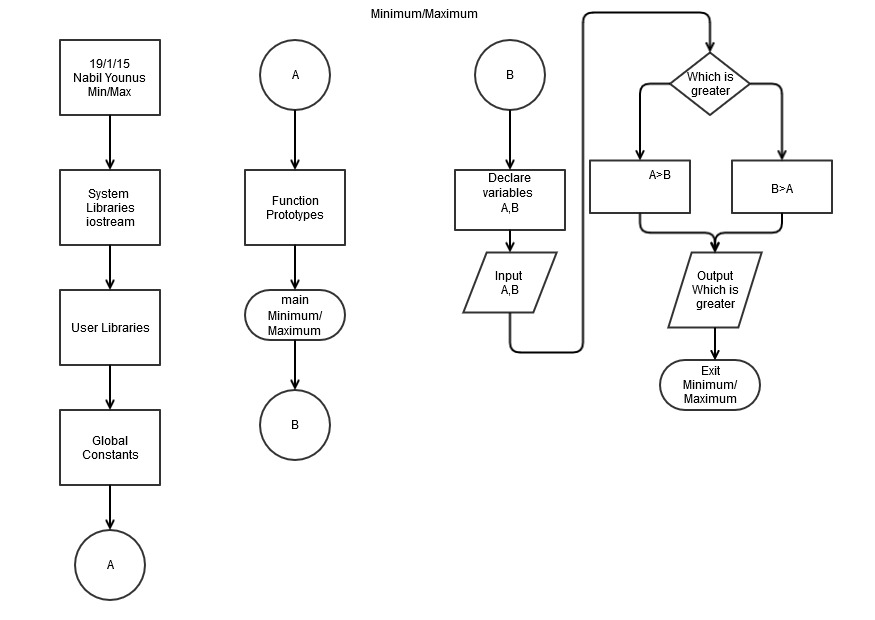 Minimum/Maximum
19/1/15
Nabil Younus
Min/Max
System
Libraries
iostream
User Libraries
Global
Constants
A
A
Function
Prototypes
main
Minimum/
Maximum
B
B
Declare
variables
A,B
Input
A,B
Which is
greater
A>B
B>A
Output
Which is
greater
Exit
Minimum/
Maximum